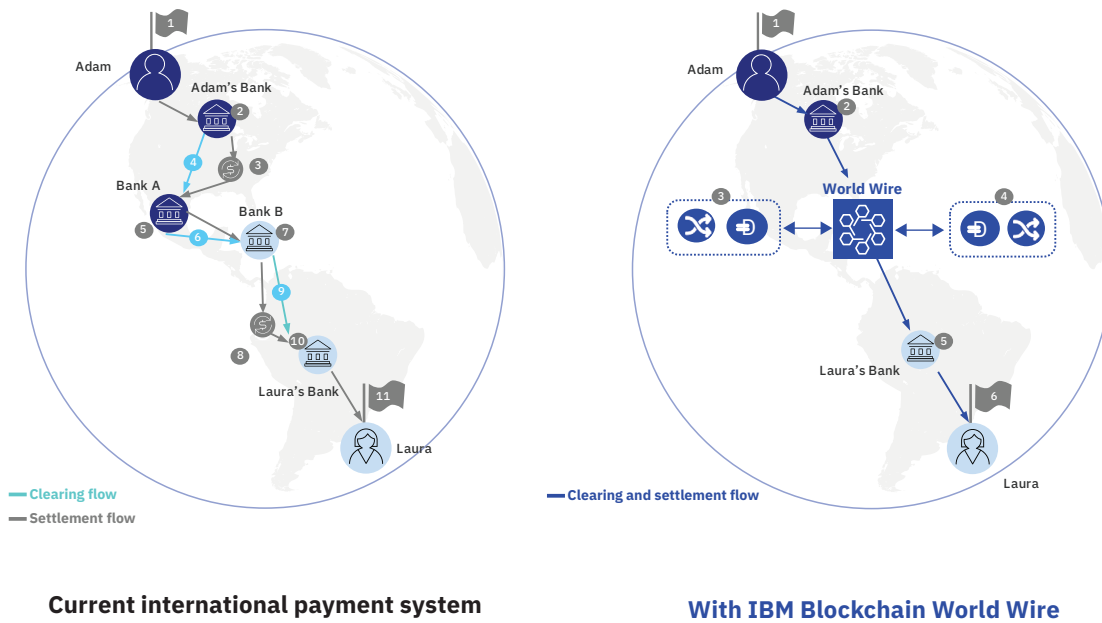 1
Adam
Adam's Bank
2
4
3
Bank A
5
Bank B
6
7
9
10
8
Laura's Bank
11
Laura
Clearing flow
Settlement flow
Current international payment system
1
Adam
Adam's Bank
2
World Wire
3
4
5
Laura's Bank
6
Laura
Clearing and settlement flow
With IBM Blockchain World Wire